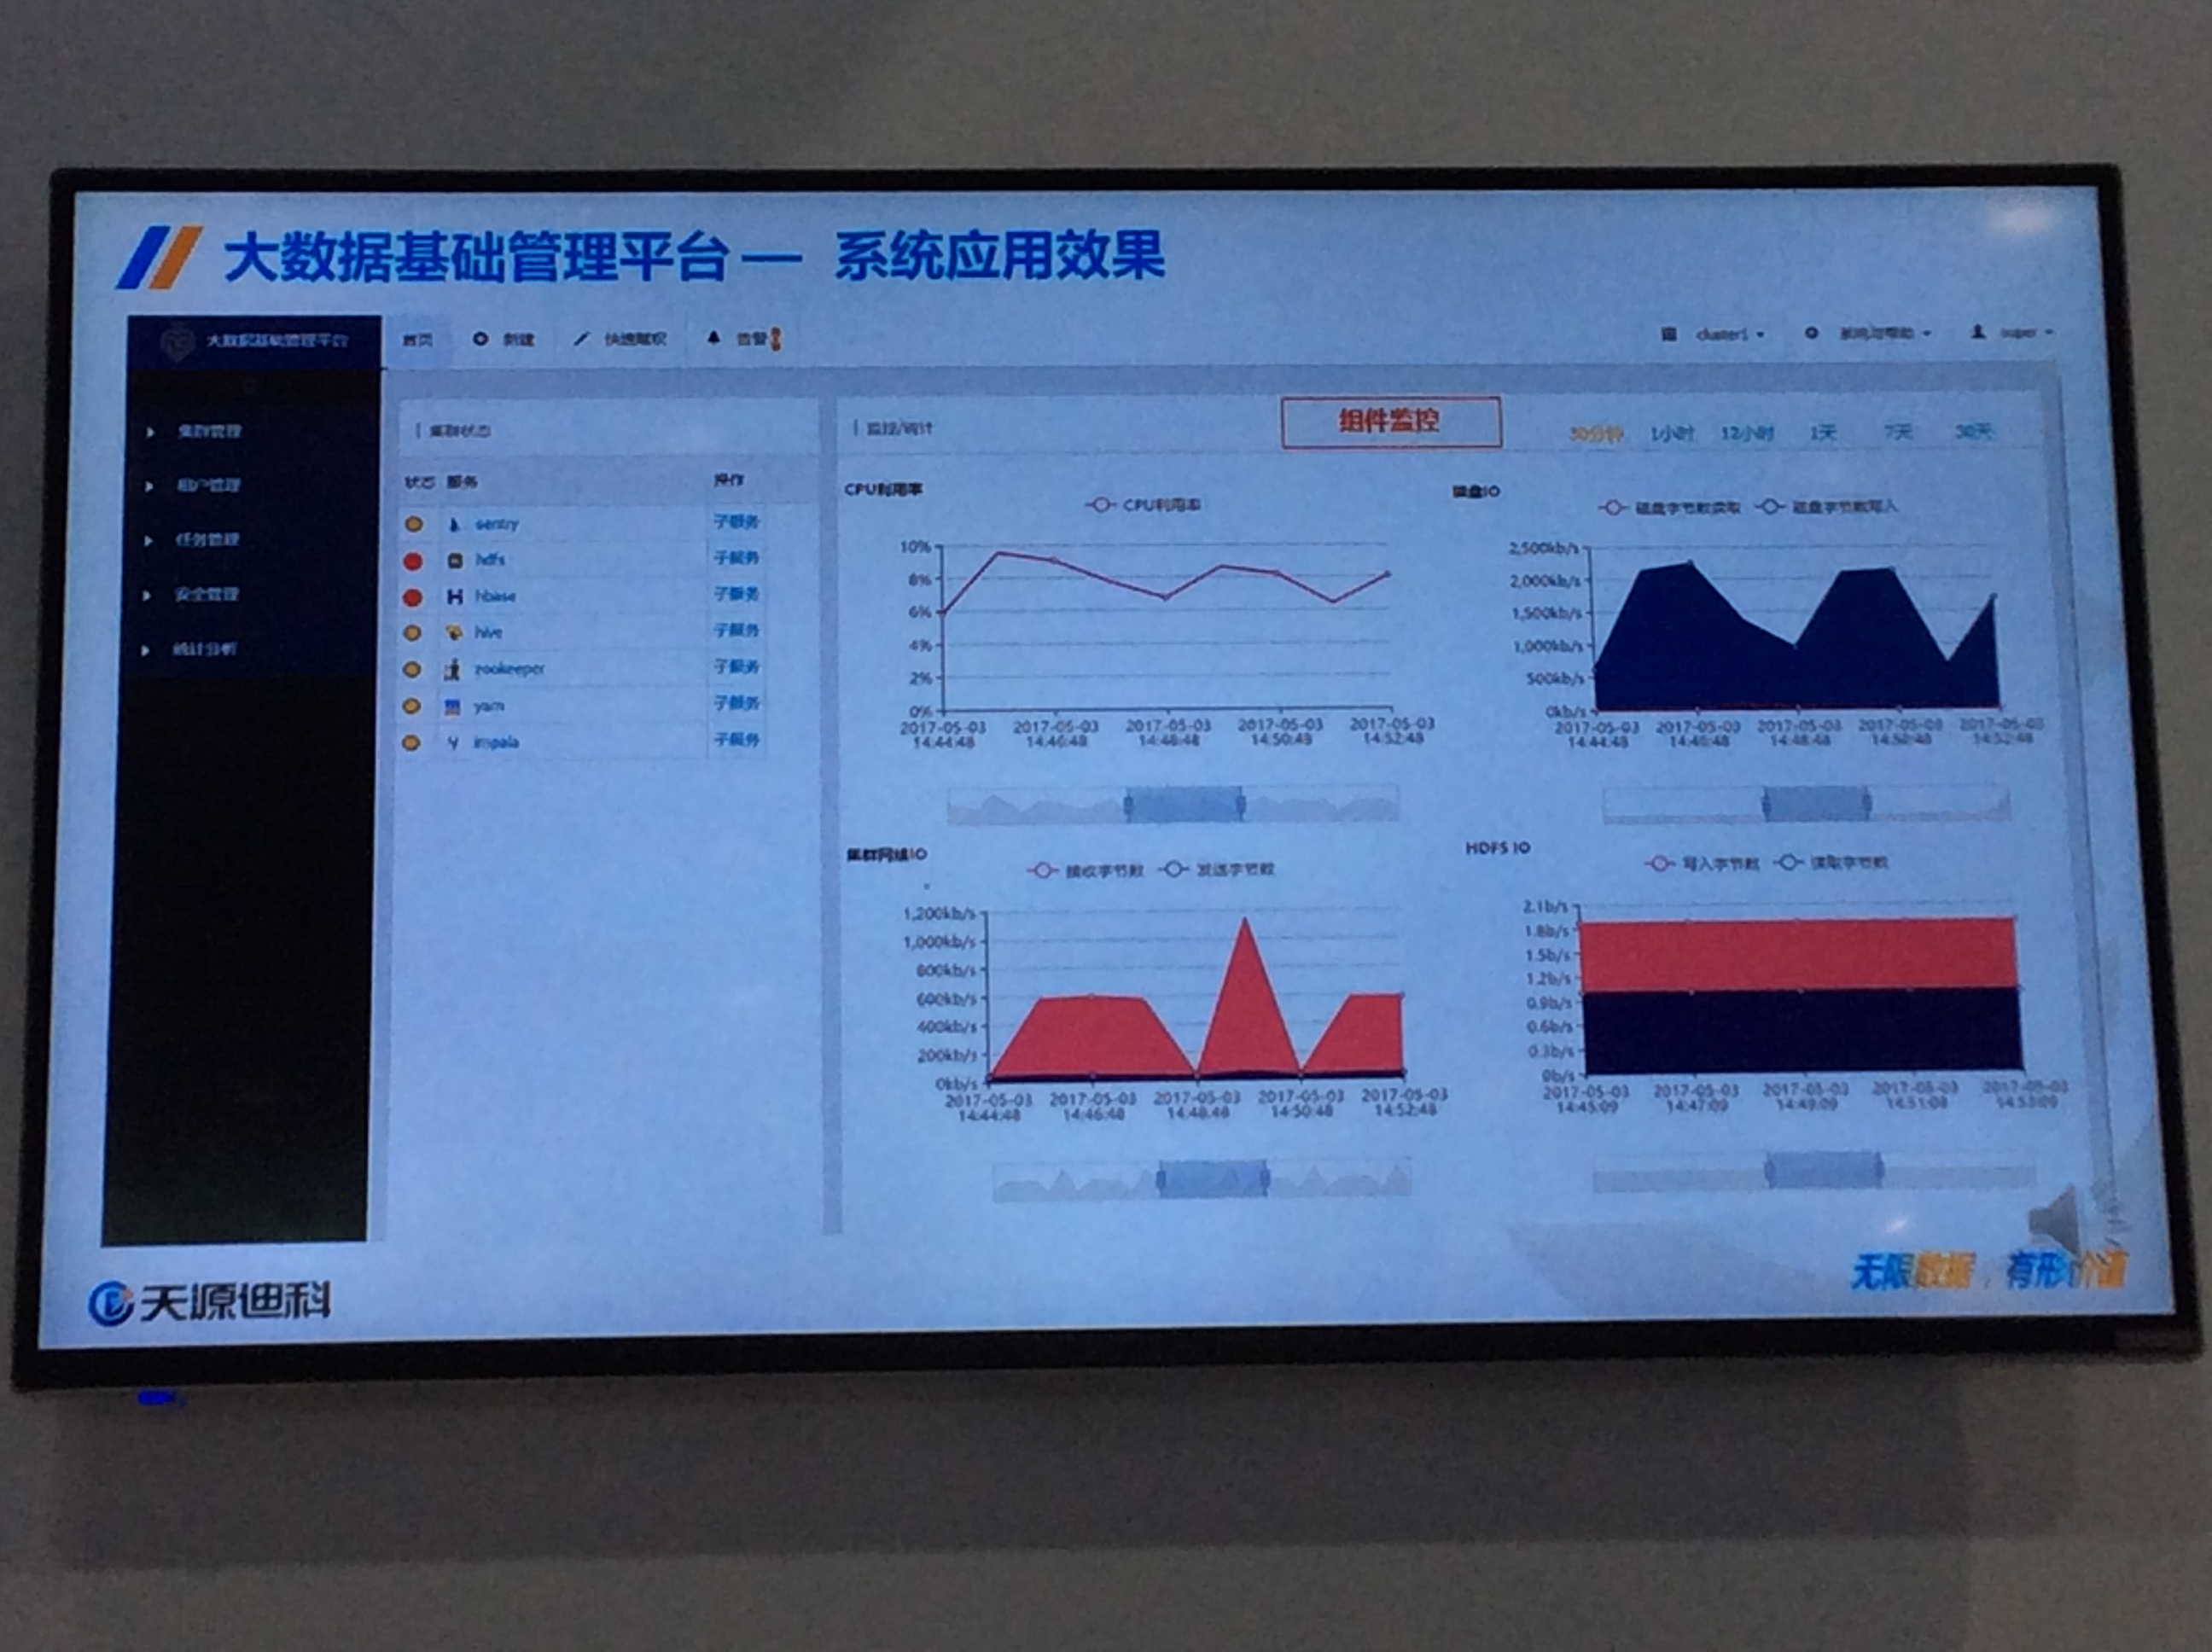 大数据基础管理平台 — 系统应用效果
大数据基础管理平台
首页 新建 快速赋权 告警
cluster1 系统与帮助 super
集群管理
租户管理
任务管理
安全管理
统计分析
集群状态
状态 服务 操作
sentry 子服务
hdfs 子服务
hbase 子服务
hive 子服务
zookeeper 子服务
yarn 子服务
impala 子服务
监控/统计
组件监控
30分钟 1小时 12小时 1天 7天 30天
CPU利用率
CPU利用率
10%
8%
6%
4%
2%
0%
2017-05-03 2017-05-03 2017-05-03 2017-05-03 2017-05-03
14:44:48 14:46:48 14:48:48 14:50:48 14:52:48
磁盘IO
磁盘字节数读取 磁盘字节数写入
2,500kb/s
2,000kb/s
1,500kb/s
1,000kb/s
500kb/s
0kb/s
2017-05-03 2017-05-03 2017-05-03 2017-05-03 2017-05-03
14:44:48 14:46:48 14:48:48 14:50:48 14:52:48
集群网络IO
接收字节数 发送字节数
1,200kb/s
1,000kb/s
800kb/s
600kb/s
400kb/s
200kb/s
0kb/s
2017-05-03 2017-05-03 2017-05-03 2017-05-03 2017-05-03
14:44:48 14:46:48 14:48:48 14:50:48 14:52:48
HDFS IO
写入字节数 读取字节数
2.1b/s
1.8b/s
1.5b/s
1.2b/s
0.9b/s
0.6b/s
0.3b/s
0b/s
2017-05-03 2017-05-03 2017-05-03 2017-05-03 2017-05-03
14:45:09 14:47:09 14:49:09 14:51:09 14:53:09
天源迪科
无限数据，有形价值